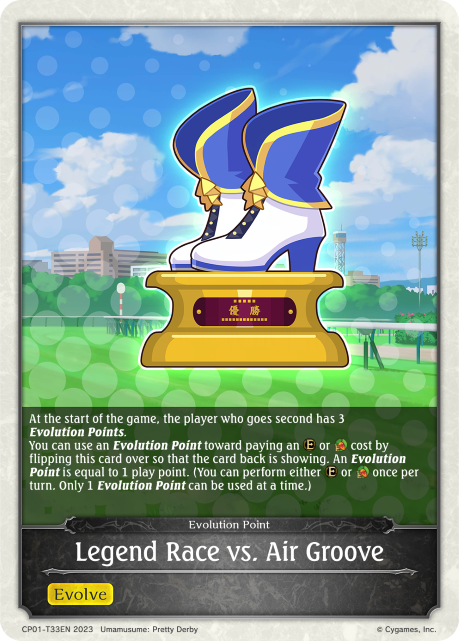 優勝
At the start of the game, the player who goes second has 3
Evolution Points.
You can use an Evolution Point toward paying an E or cost by
flipping this card over so that the card back is showing. An Evolution
Point is equal to 1 play point. (You can perform either E or once per
turn. Only 1 Evolution Point can be used at a time.)
Evolution Point
Legend Race vs. Air Groove
Evolve
CP01-T33EN 2023 Umamusume: Pretty Derby
© Cygames, Inc.